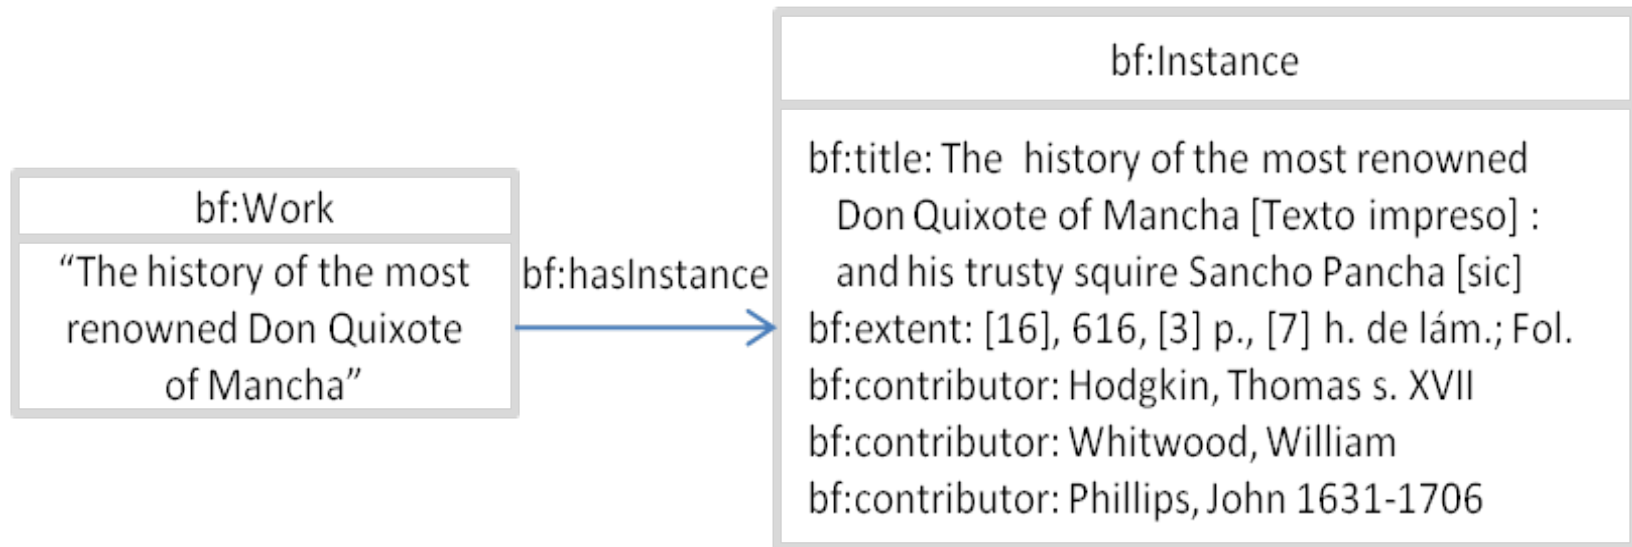 bf:Work
“The history of the most
renowned Don Quixote
of Mancha”
bf:hasInstance
bf:Instance
bf:title: The history of the most renowned
Don Quixote of Mancha [Texto impreso] :
and his trusty squire Sancho Pancha [sic]
bf:extent: [16], 616, [3] p., [7] h. de lám.; Fol.
bf:contributor: Hodgkin, Thomas s. XVII
bf:contributor: Whitwood, William
bf:contributor: Phillips, John 1631-1706